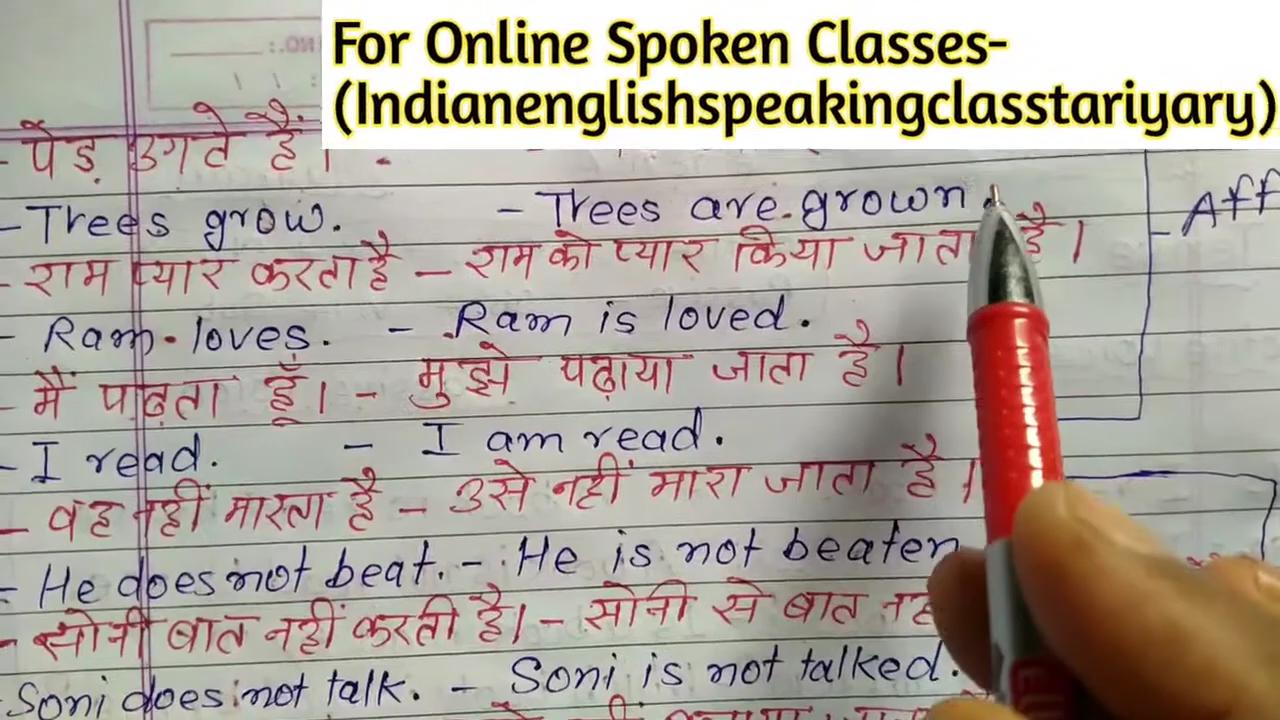 For Online Spoken Classes-
(Indianenglishspeakingclasstariyary)
- पेड़ उगते हैं। -
- Trees grow. - Trees are grown.
- राम प्यार करता है - राम को प्यार किया जाता है।
- Ram loves. - Ram is loved.
- मैं पढ़ता हूँ। - मुझे पढ़ाया जाता है।
- I read. - I am read.
- वह नहीं मारता है - उसे नहीं मारा जाता है।
- He does not beat. - He is not beaten
- सोनी बात नहीं करती है। - सोनी से बात
Soni does not talk. - Soni is not talked.
- Aff